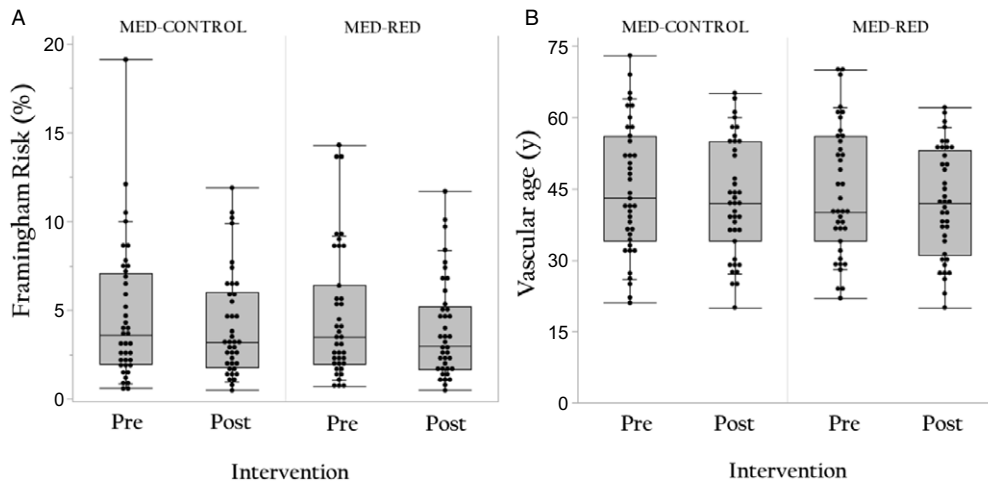 A
MED-CONTROL
MED-RED
Framingham Risk (%)
20
15
10
5
0
Pre
Post
Pre
Post
Intervention
B
MED-CONTROL
MED-RED
Vascular age (y)
75
60
45
30
15
0
Pre
Post
Pre
Post
Intervention